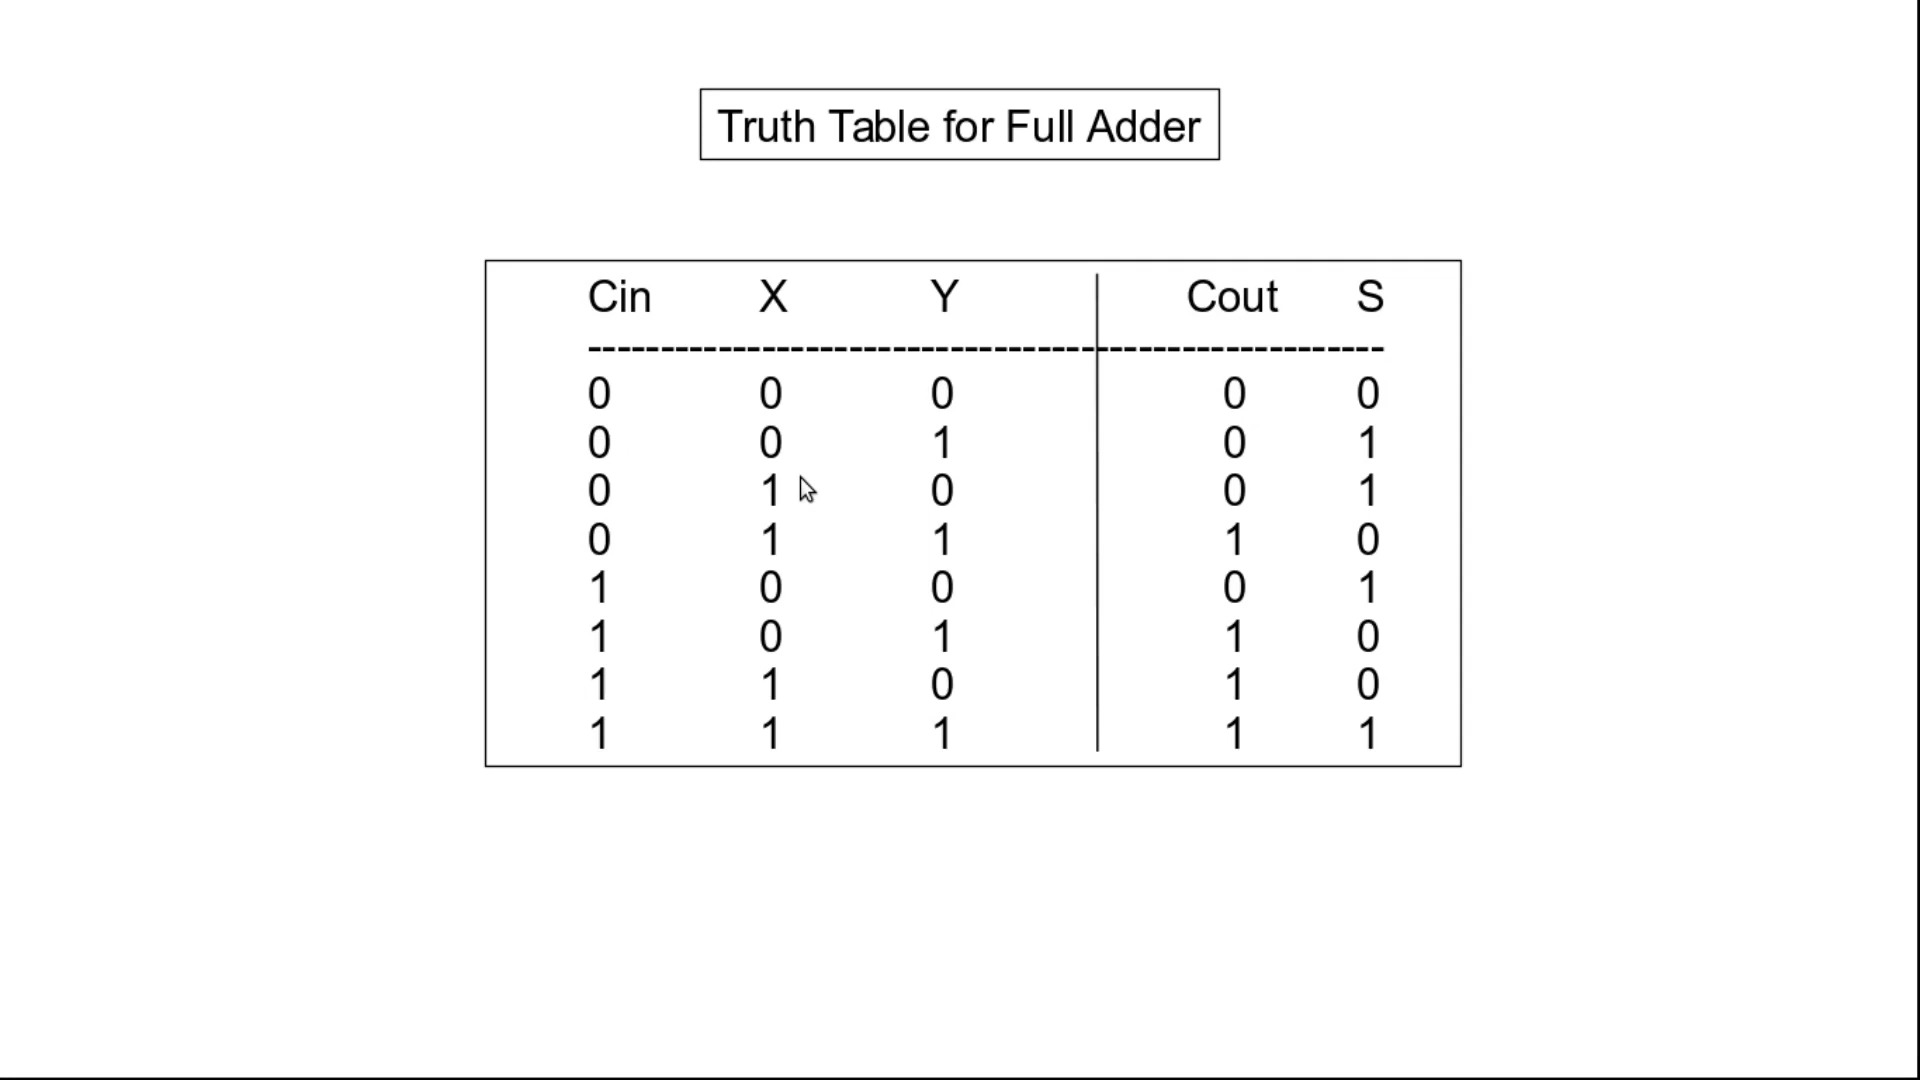 Truth Table for Full Adder
Cin X Y Cout S
-------------------------------------------------------
0 0 0 0 0
0 0 1 0 1
0 1 0 0 1
0 1 1 1 0
1 0 0 0 1
1 0 1 1 0
1 1 0 1 0
1 1 1 1 1